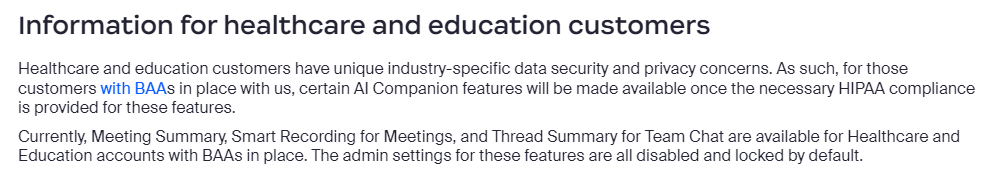 Information for healthcare and education customers
Healthcare and education customers have unique industry-specific data security and privacy concerns. As such, for those
customers with BAAs in place with us, certain AI Companion features will be made available once the necessary HIPAA compliance
is provided for these features.
Currently, Meeting Summary, Smart Recording for Meetings, and Thread Summary for Team Chat are available for Healthcare and
Education accounts with BAAs in place. The admin settings for these features are all disabled and locked by default.